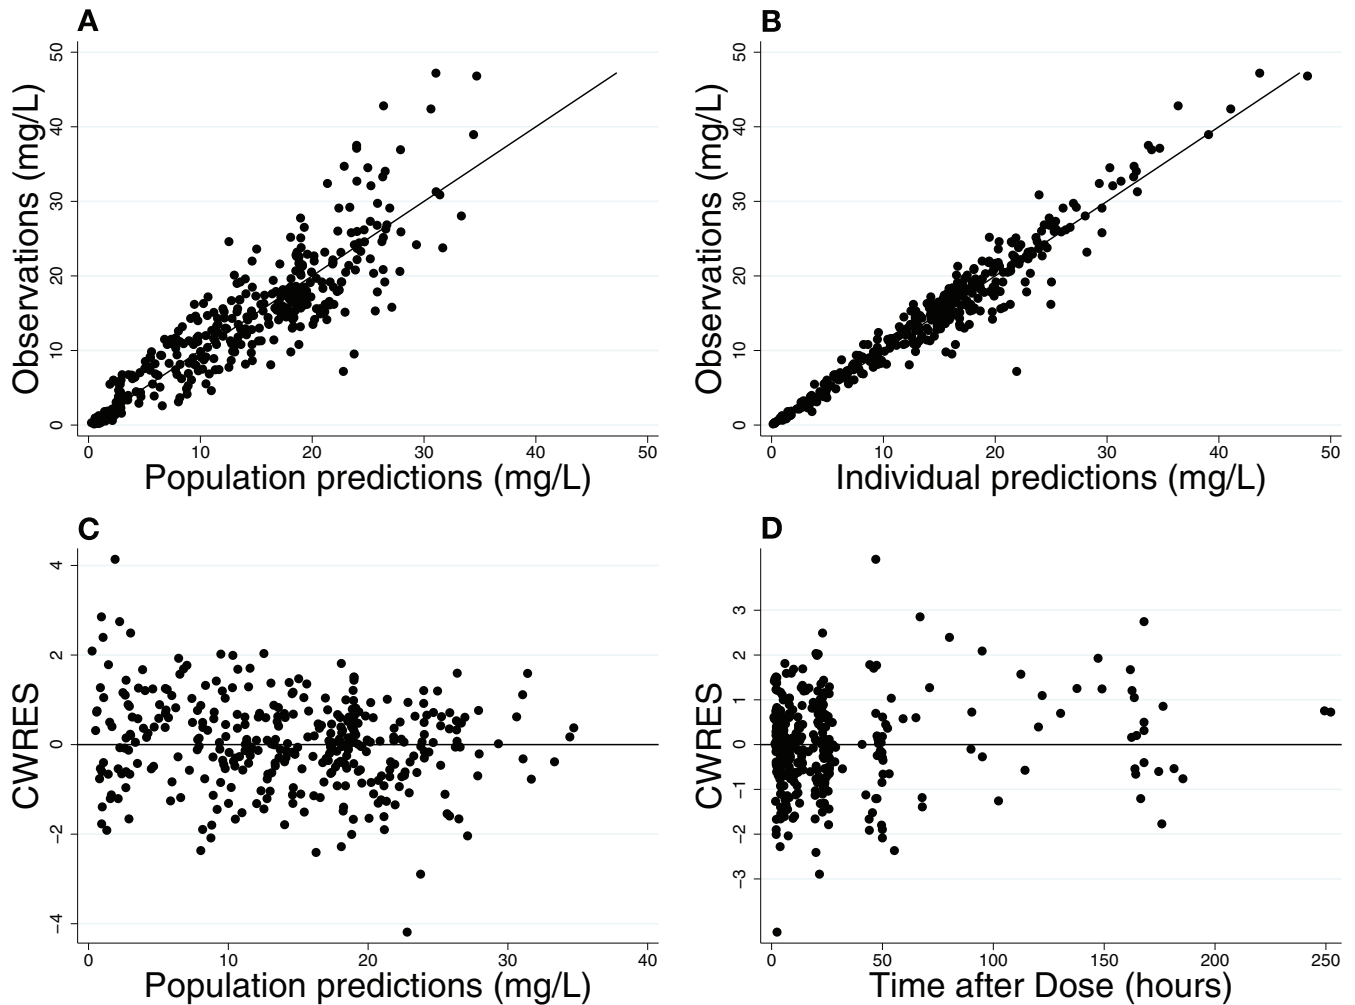 A
Observations (mg/L)
50
40
30
20
10
0
0 10 20 30 40 50
Population predictions (mg/L)
B
Observations (mg/L)
50
40
30
20
10
0
0 10 20 30 40 50
Individual predictions (mg/L)
C
CWRES
4
2
0
−2
−4
0 10 20 30 40
Population predictions (mg/L)
D
CWRES
3
2
1
0
−1
−2
−3
0 50 100 150 200 250
Time after Dose (hours)